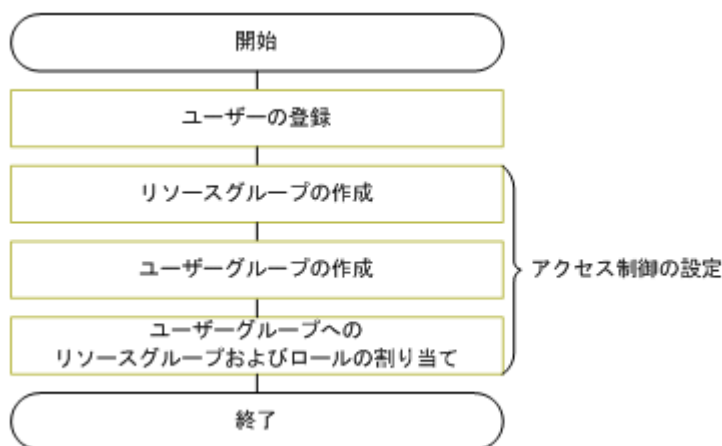 開始
ユーザーの登録
リソースグループの作成
ユーザーグループの作成
アクセス制御の設定
ユーザーグループへの
リソースグループおよびロールの割り当て
終了